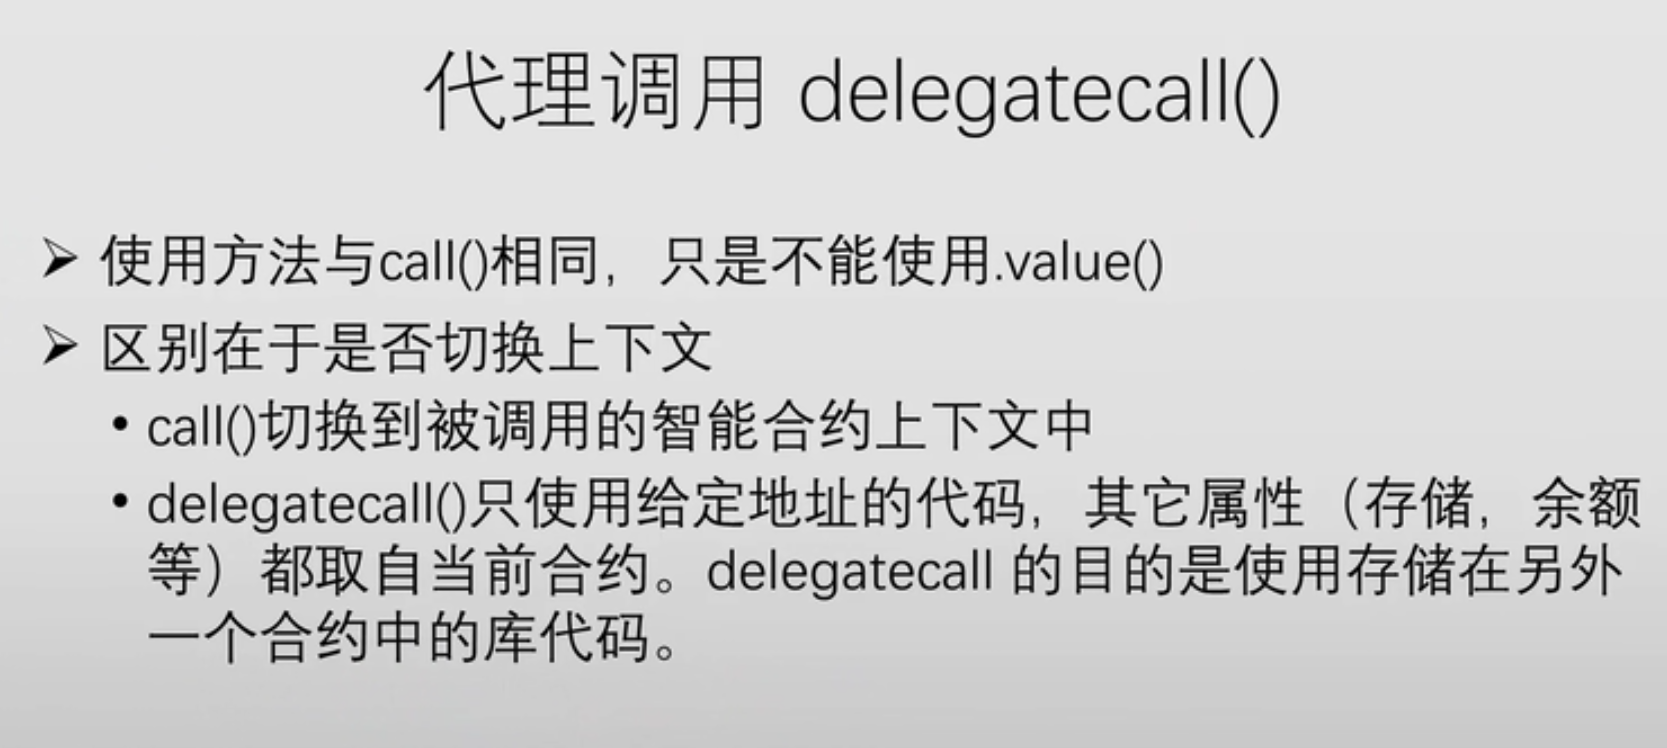 代理调用 delegatecall()
➢ 使用方法与call()相同，只是不能使用.value()
➢ 区别在于是否切换上下文
• call()切换到被调用的智能合约上下文中
• delegatecall()只使用给定地址的代码，其它属性（存储，余额
等）都取自当前合约。delegatecall 的目的是使用存储在另外
一个合约中的库代码。